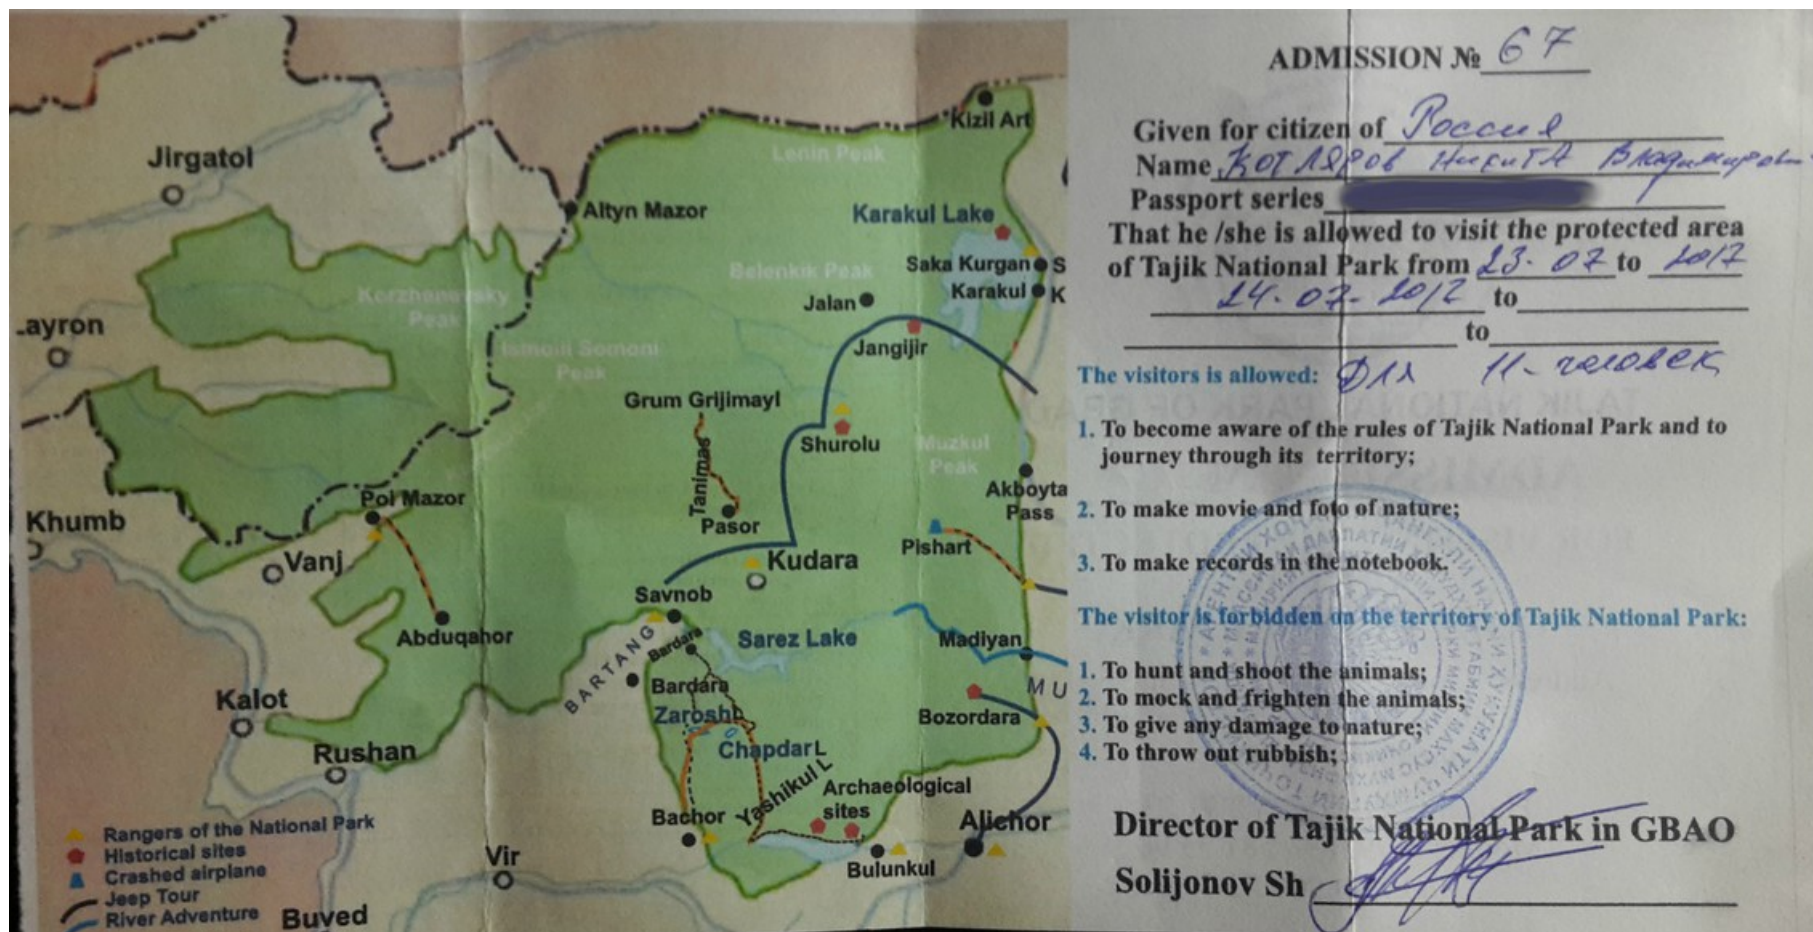 Jirgatol
Kizil Art
Lenin Peak
Altyn Mazor
Karakul Lake
Saka Kurgan S
Belenkik Peak
Karakul K
Jalan
Korzhenevsky
Peak
.ayron
Jangijir
Ismoili Somoni
Peak
Grum Grijimayl
Shurolu
Muzkul
Peak
Tanimas
Pasor
Akboyta
Pass
Poi Mazor
Khumb
Vanj
Pishart
Kudara
Savnob
Abduqahor
BARTANG
Bardara
Sarez Lake
Madiyan
MU
Bardara
Kalot
Zarosh L
Bozordara
Rushan
Chapdar L
Yashikul L
Archaeological
sites
Bachor
Alichor
Bulunkul
Vir
Buved
Rangers of the National Park
Historical sites
Crashed airplane
Jeep Tour
River Adventure
ADMISSION № 67
Given for citizen of Россия
Name Котляров Никита Владимирович
Passport series
That he /she is allowed to visit the protected area
of Tajik National Park from 23.07 to 2017
24.07.2017 to
to
The visitors is allowed: Для 11-человек
1. To become aware of the rules of Tajik National Park and to
journey through its territory;
2. To make movie and foto of nature;
3. To make records in the notebook.
The visitor is forbidden on the territory of Tajik National Park:
1. To hunt and shoot the animals;
2. To mock and frighten the animals;
3. To give any damage to nature;
4. To throw out rubbish;
Director of Tajik National Park in GBAO
Solijonov Sh